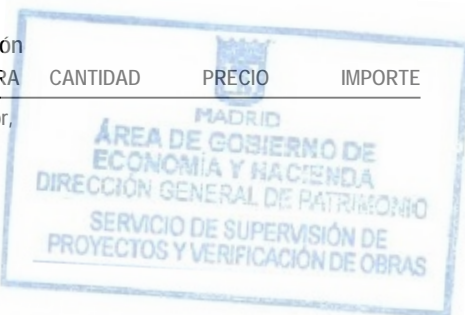 ón
RA CANTIDAD PRECIO IMPORTE
or,
MADRID
ÁREA DE GOBIERNO DE
ECONOMÍA Y HACIENDA
DIRECCIÓN GENERAL DE PATRIMONIO
SERVICIO DE SUPERVISIÓN DE
PROYECTOS Y VERIFICACIÓN DE OBRAS